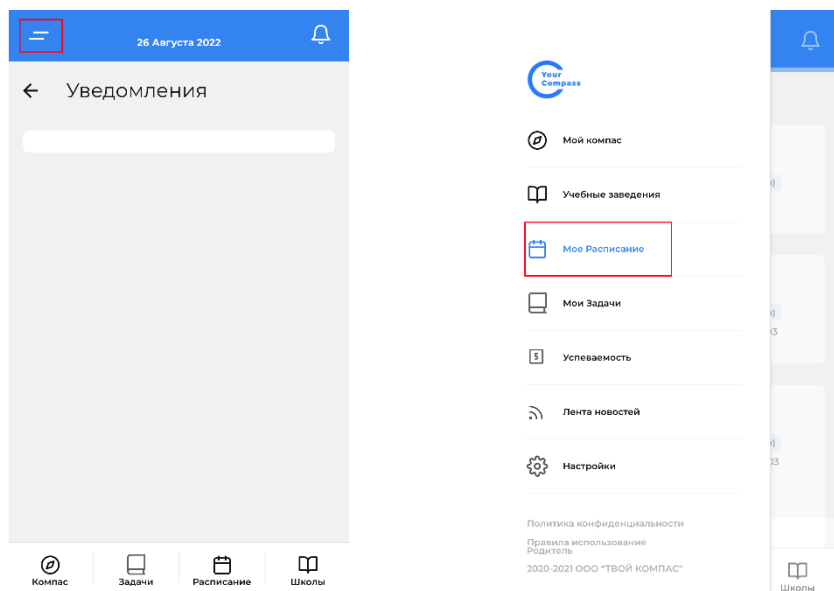 26 Августа 2022
Уведомления
Компас
Задачи
Расписание
Школы
Your
Compass
Мой компас
Учебные заведения
Мое Расписание
Мои Задачи
5
Успеваемость
Лента новостей
Настройки
Политика конфиденциальности
Правила использования
Родитель
2020-2021 ООО "ТВОЙ КОМПАС"
Школы